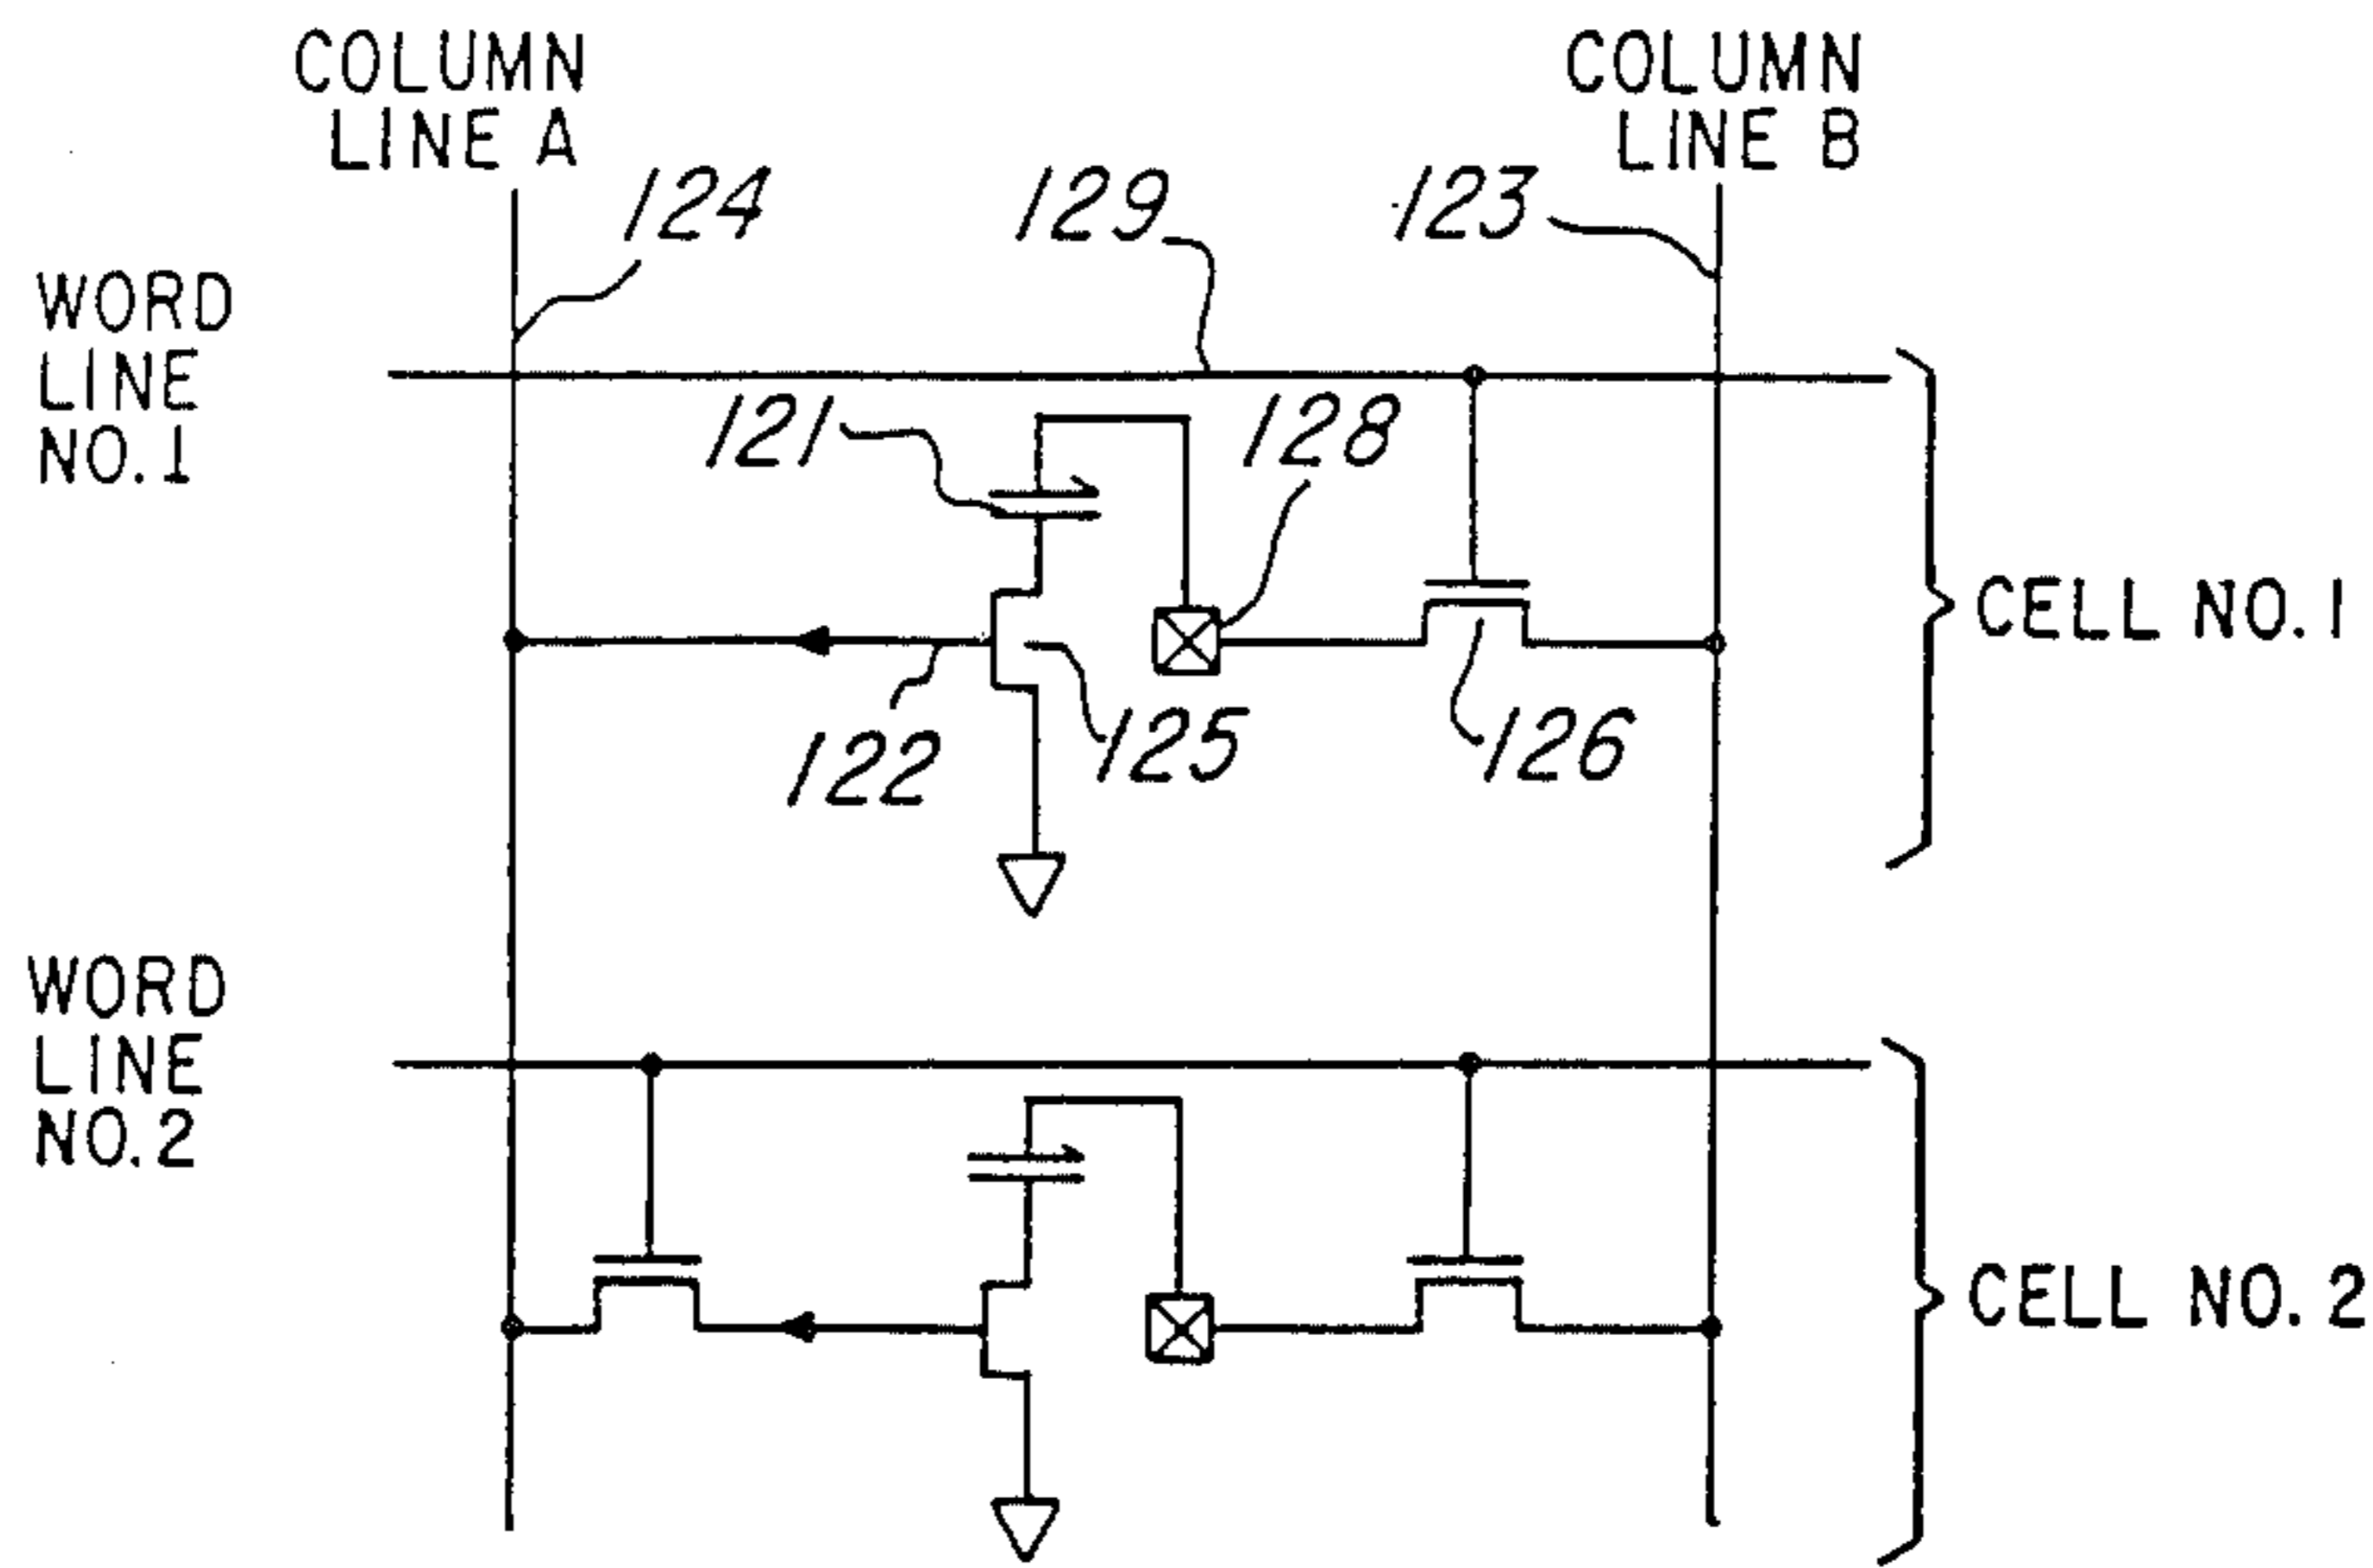 COLUMN
LINE A
COLUMN
LINE B
124
129
123
WORD
LINE
NO. 1
121
128
CELL NO. 1
122
125
126
WORD
LINE
NO. 2
CELL NO. 2